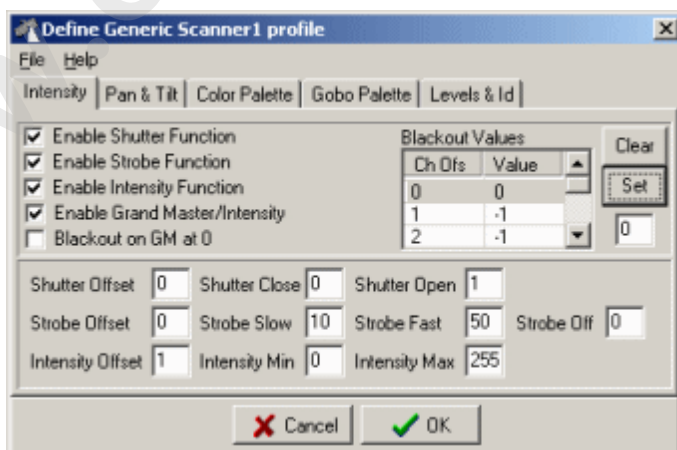 Define Generic Scanner1 profile
File Help
Intensity Pan & Tilt Color Palette Gobo Palette Levels & Id
Enable Shutter Function
Enable Strobe Function
Enable Intensity Function
Enable Grand Master/Intensity
Blackout on GM at 0
Blackout Values
Ch Ofs Value
0 0
1 -1
2 -1
Clear
Set
0
Shutter Offset 0 Shutter Close 0 Shutter Open 1
Strobe Offset 0 Strobe Slow 10 Strobe Fast 50 Strobe Off 0
Intensity Offset 1 Intensity Min 0 Intensity Max 255
Cancel OK